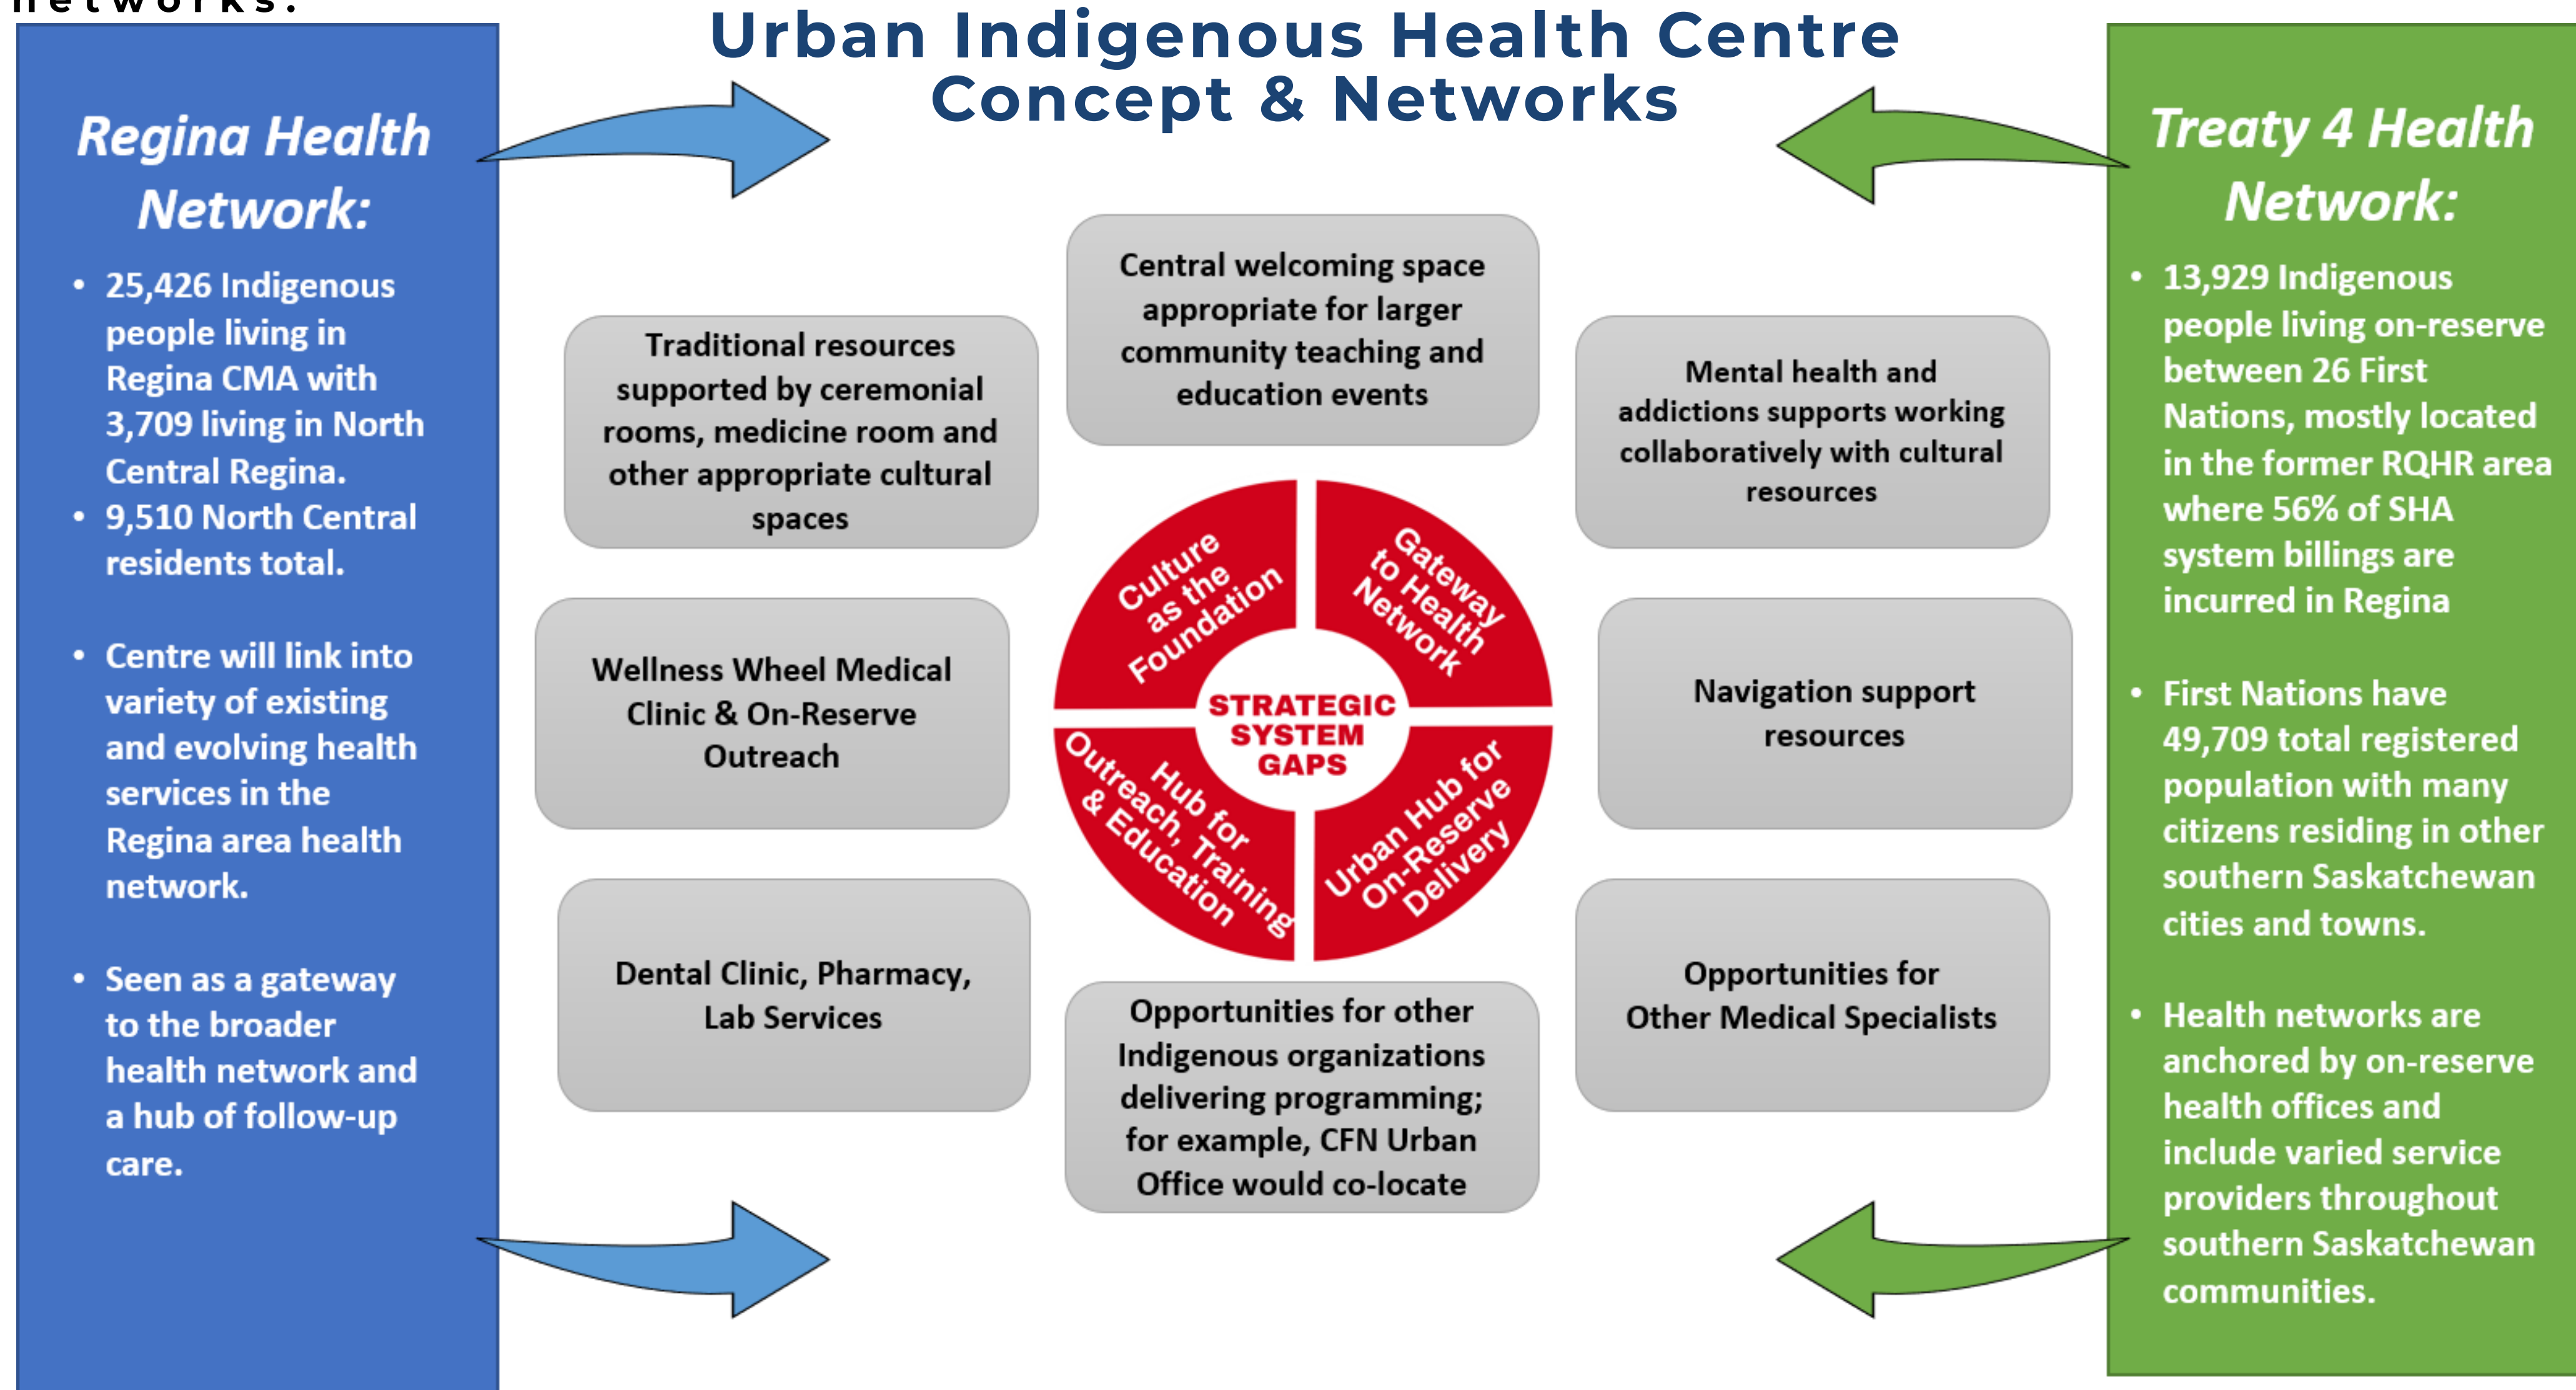 networks:
Urban Indigenous Health Centre
Concept & Networks
Regina Health
Network:
• 25,426 Indigenous
people living in
Regina CMA with
3,709 living in North
Central Regina.
• 9,510 North Central
residents total.
• Centre will link into
variety of existing
and evolving health
services in the
Regina area health
network.
• Seen as a gateway
to the broader
health network and
a hub of follow-up
care.
Traditional resources
supported by ceremonial
rooms, medicine room and
other appropriate cultural
spaces
Central welcoming space
appropriate for larger
community teaching and
education events
Mental health and
addictions supports working
collaboratively with cultural
resources
Wellness Wheel Medical
Clinic & On-Reserve
Outreach
Culture
as the
Foundation
Gateway
to Health
Network
STRATEGIC
SYSTEM
GAPS
Hub for
Outreach, Training
& Education
Urban Hub for
On-Reserve
Delivery
Navigation support
resources
Dental Clinic, Pharmacy,
Lab Services
Opportunities for other
Indigenous organizations
delivering programming;
for example, CFN Urban
Office would co-locate
Opportunities for
Other Medical Specialists
Treaty 4 Health
Network:
• 13,929 Indigenous
people living on-reserve
between 26 First
Nations, mostly located
in the former RQHR area
where 56% of SHA
system billings are
incurred in Regina
• First Nations have
49,709 total registered
population with many
citizens residing in other
southern Saskatchewan
cities and towns.
• Health networks are
anchored by on-reserve
health offices and
include varied service
providers throughout
southern Saskatchewan
communities.